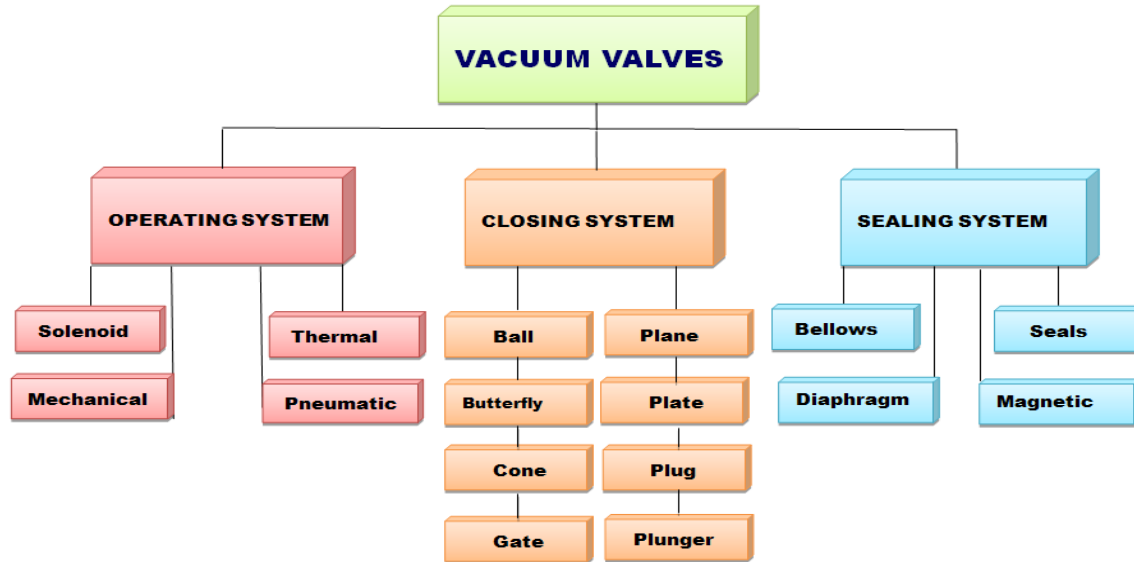 VACUUM VALVES
OPERATING SYSTEM
CLOSING SYSTEM
SEALING SYSTEM
Solenoid
Thermal
Mechanical
Pneumatic
Ball
Plane
Butterfly
Plate
Cone
Plug
Gate
Plunger
Bellows
Seals
Diaphragm
Magnetic